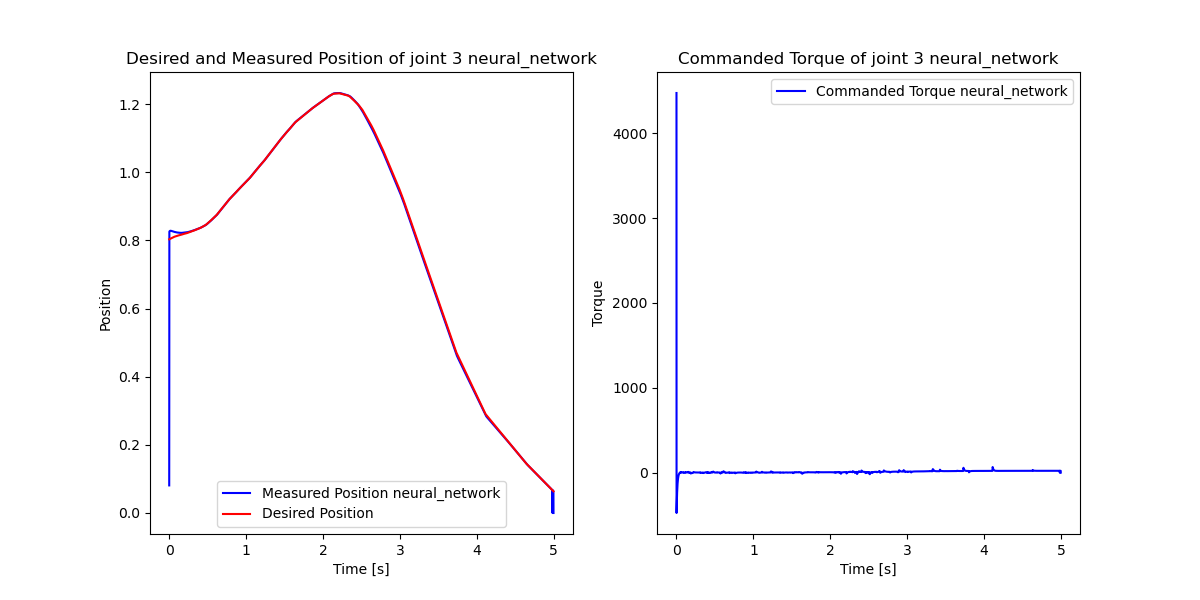 Desired and Measured Position of joint 3 neural_network
1.2
1.0
0.8
0.6
0.4
0.2
0.0
Position
Measured Position neural_network
Desired Position
0 1 2 3 4 5
Time [s]
Commanded Torque of joint 3 neural_network
Commanded Torque neural_network
4000
3000
2000
1000
0
Torque
0 1 2 3 4 5
Time [s]